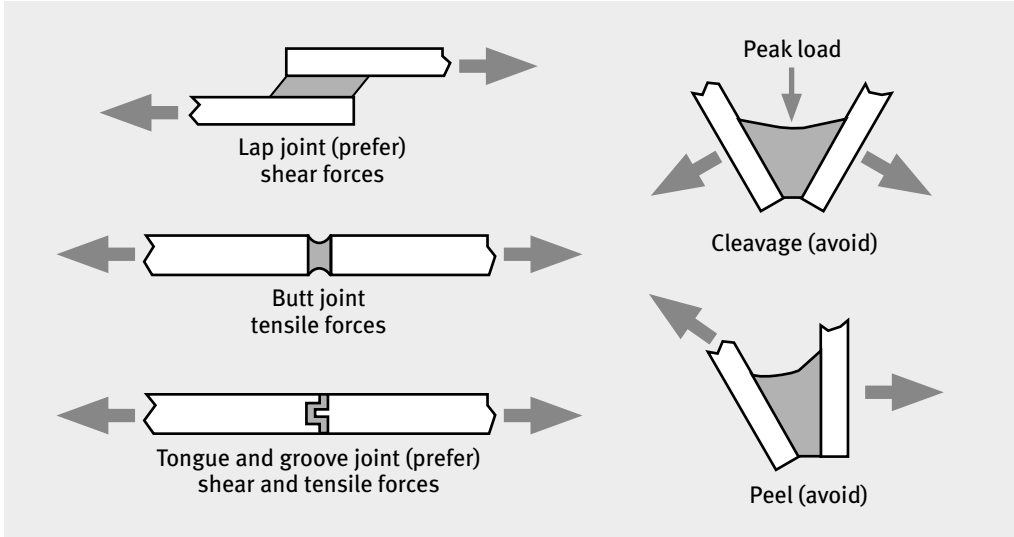 Lap joint (prefer)
shear forces
Butt joint
tensile forces
Tongue and groove joint (prefer)
shear and tensile forces
Peak load
Cleavage (avoid)
Peel (avoid)